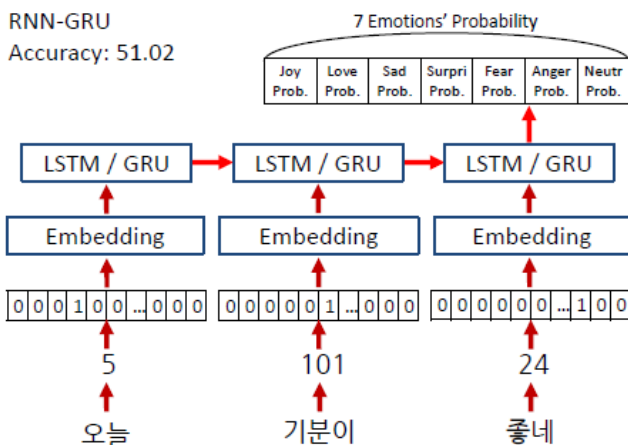 RNN-GRU
Accuracy: 51.02
7 Emotions' Probability
Joy Prob. Love Prob. Sad Prob. Surpri Prob. Fear Prob. Anger Prob. Neutr Prob.
LSTM / GRU LSTM / GRU LSTM / GRU
Embedding Embedding Embedding
0 0 0 1 0 0 ... 0 0 0 0 0 0 0 0 1 ... 0 0 0 0 0 0 0 0 0 ... 1 0 0
5 101 24
오늘 기분이 좋네